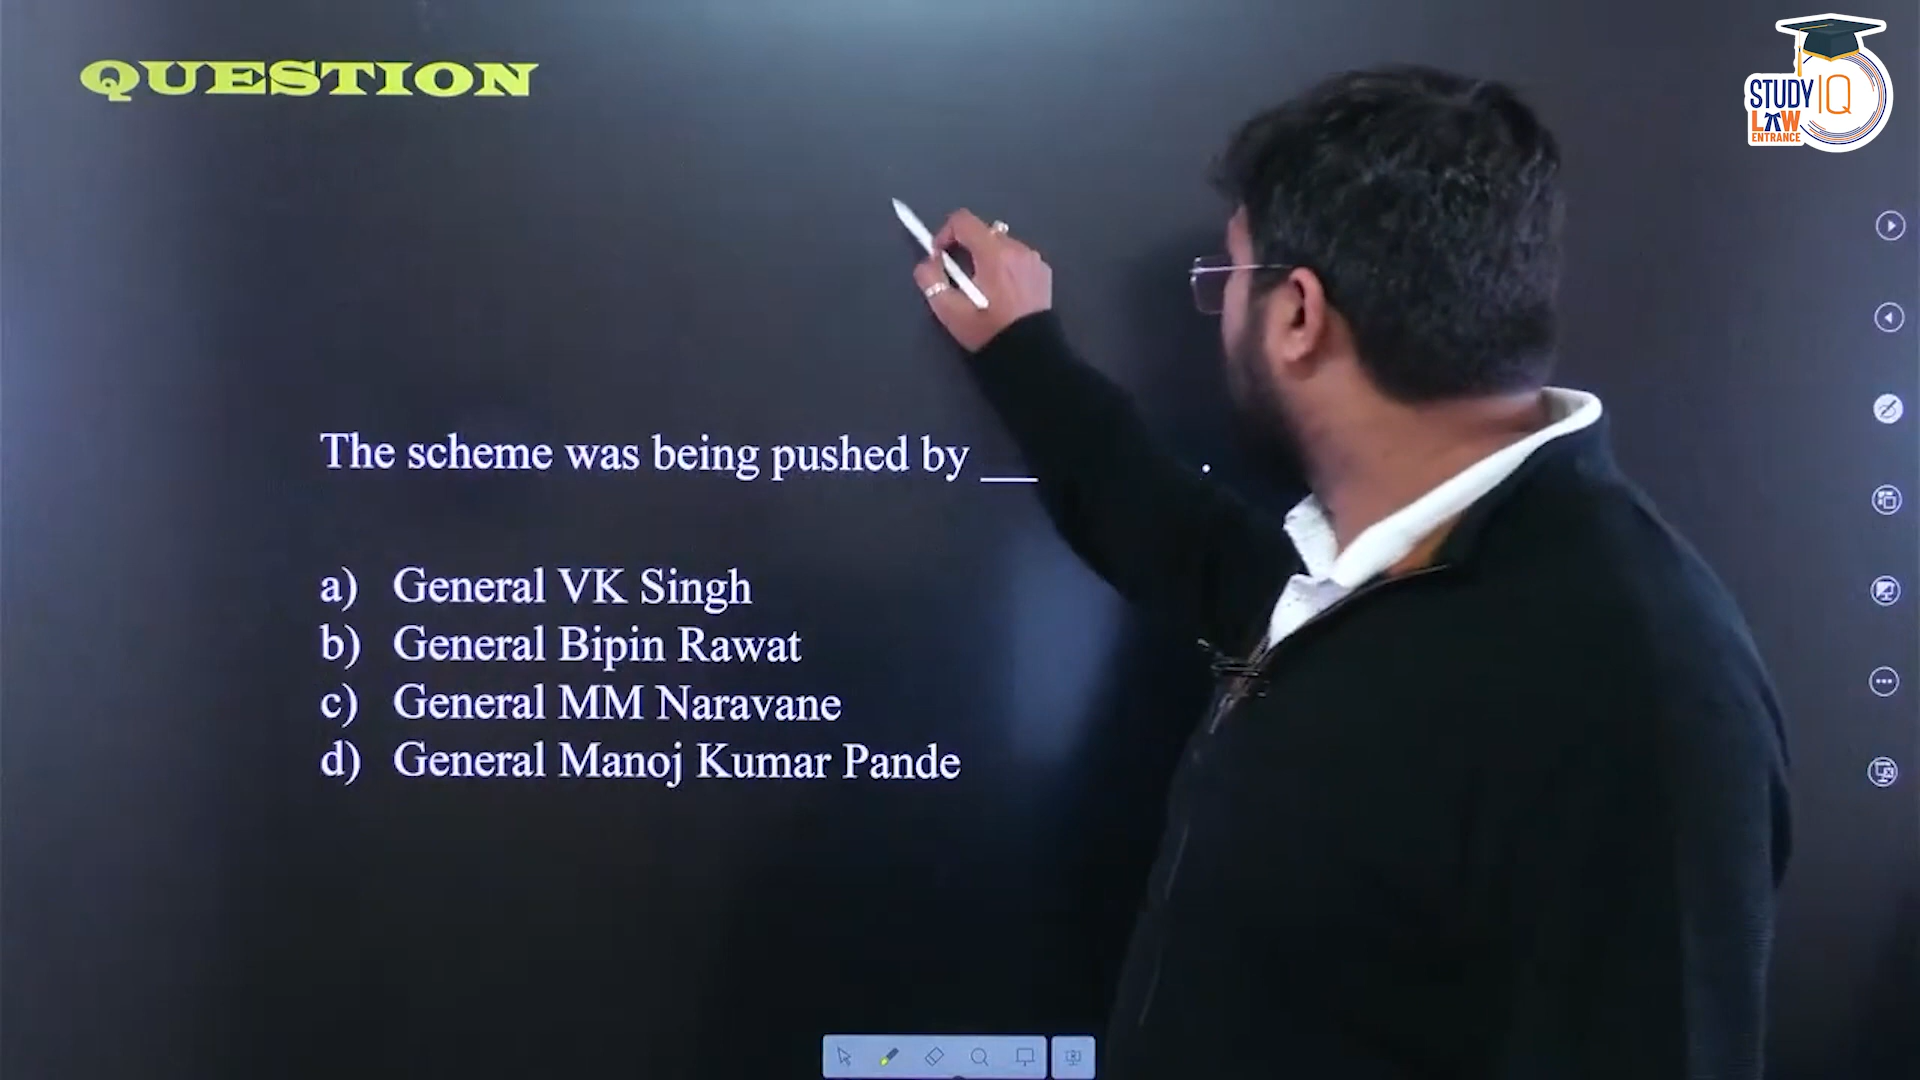 QUESTION
STUDY IQ
LAW
ENTRANCE
The scheme was being pushed by ___ .
a) General VK Singh
b) General Bipin Rawat
c) General MM Naravane
d) General Manoj Kumar Pande